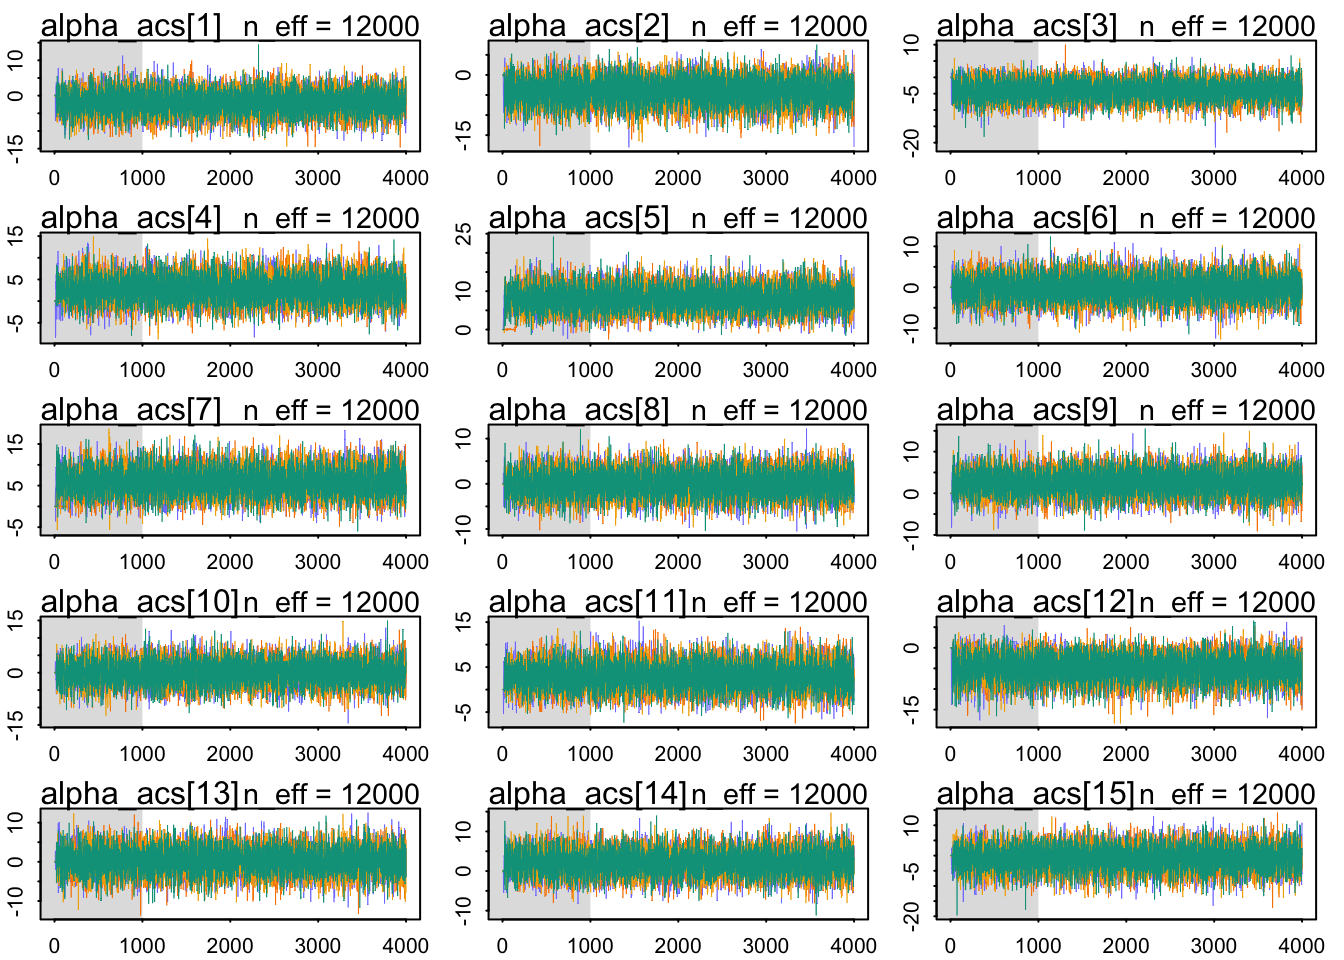 alpha_acs[1] n_eff = 12000 alpha_acs[2] n_eff = 12000 alpha_acs[3] n_eff = 12000
10 0 -15
0 -15
10 -5 -20
0 1000 2000 3000 4000 0 1000 2000 3000 4000 0 1000 2000 3000 4000
alpha_acs[4] n_eff = 12000 alpha_acs[5] n_eff = 12000 alpha_acs[6] n_eff = 12000
15 5 -5
25 10 0
10 0 -10
0 1000 2000 3000 4000 0 1000 2000 3000 4000 0 1000 2000 3000 4000
alpha_acs[7] n_eff = 12000 alpha_acs[8] n_eff = 12000 alpha_acs[9] n_eff = 12000
15 5 -5
10 0 -10
10 0 -10
0 1000 2000 3000 4000 0 1000 2000 3000 4000 0 1000 2000 3000 4000
alpha_acs[10] n_eff = 12000 alpha_acs[11] n_eff = 12000 alpha_acs[12] n_eff = 12000
15 0 -15
15 5 -5
0 -15
0 1000 2000 3000 4000 0 1000 2000 3000 4000 0 1000 2000 3000 4000
alpha_acs[13] n_eff = 12000 alpha_acs[14] n_eff = 12000 alpha_acs[15] n_eff = 12000
10 0 -10
10 0 -10
10 -5 -20
0 1000 2000 3000 4000 0 1000 2000 3000 4000 0 1000 2000 3000 4000